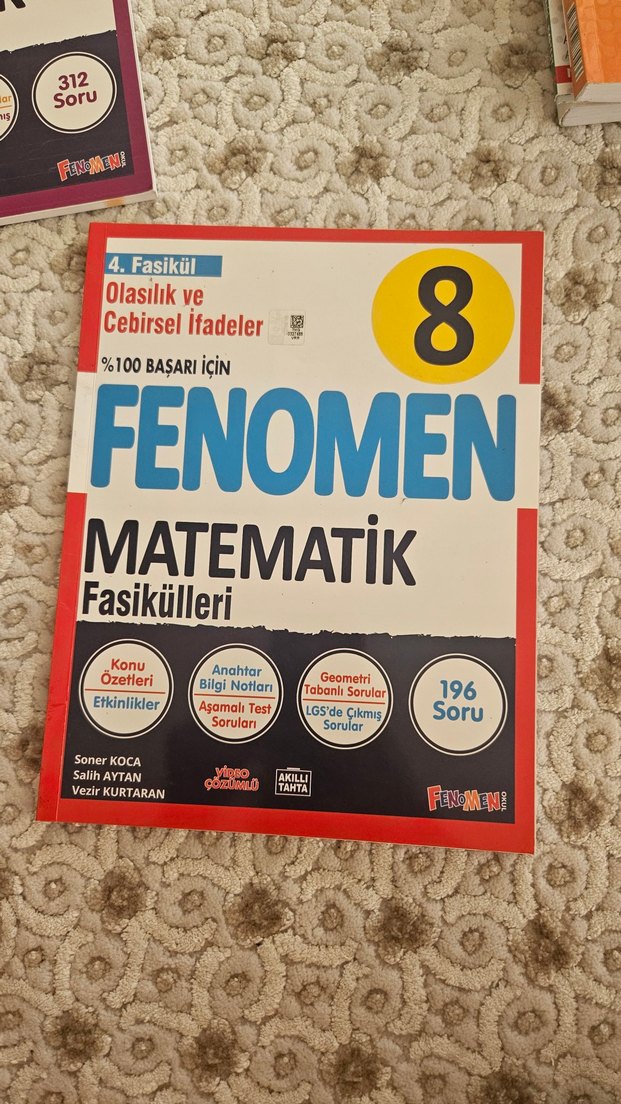 312
Soru
FENOMEN
4. Fasikül
Olasılık ve
Cebirsel İfadeler
8
%100 BAŞARI İÇİN
FENOMEN
MATEMATİK
Fasikülleri
Konu
Özetleri
Etkinlikler
Anahtar
Bilgi Notları
Aşamalı Test
Soruları
Geometri
Tabanlı Sorular
LGS'de Çıkmış
Sorular
196
Soru
Soner KOCA
Salih AYTAN
Vezir KURTARAN
VİDEO
ÇÖZÜMLÜ
AKILLI
TAHTA
FENOMEN
OKUL